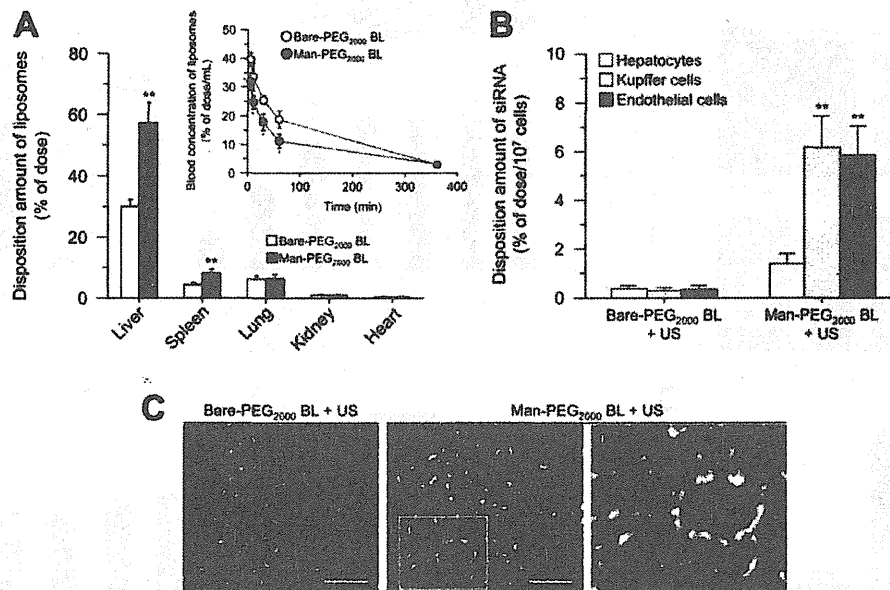 A
Disposition amount of liposomes
(% of dose)
80
60
30
10
0
**
**
Liver
Spleen
Lung
Kidney
Heart
Bare-PEG2000 BL
Man-PEG2000 BL
Blood concentration of liposomes
(% of dose/mL)
50
40
30
20
10
0
0
100
200
300
400
Time (min)
Bare-PEG2000 BL
Man-PEG2000 BL
B
Disposition amount of siRNA
(% of dose/10⁷ cells)
10
8
6
4
2
0
Hepatocytes
Kupffer cells
Endothelial cells
**
**
Bare-PEG2000 BL
+ US
Man-PEG2000 BL
+ US
C
Bare-PEG2000 BL + US
Man-PEG2000 BL + US